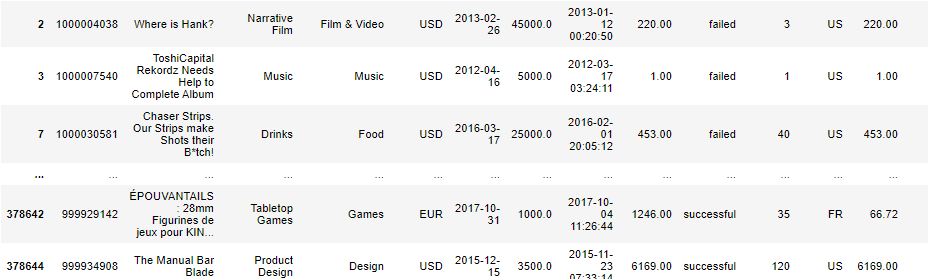 2 1000004038 Where is Hank? Narrative Film Film & Video USD 2013-02-26 45000.0 2013-01-12 00:20:50 220.00 failed 3 US 220.00
3 1000007540 ToshiCapital Rekordz Needs Help to Complete Album Music Music USD 2012-04-16 5000.0 2012-03-17 03:24:11 1.00 failed 1 US 1.00
7 1000030581 Chaser Strips. Our Strips make Shots their B*tch! Drinks Food USD 2016-03-17 25000.0 2016-02-01 20:05:12 453.00 failed 40 US 453.00
... ... ... ... ... ... ... ... ... ... ... ... ... ...
378642 999929142 ÉPOUVANTAILS : 28mm Figurines de jeux pour KIN... Tabletop Games Games EUR 2017-10-31 1000.0 2017-10-04 11:26:44 1246.00 successful 35 FR 66.72
378644 999934908 The Manual Bar Blade Product Design Design USD 2015-12-15 3500.0 2015-11-23 07:33:14 6169.00 successful 120 US 6169.00